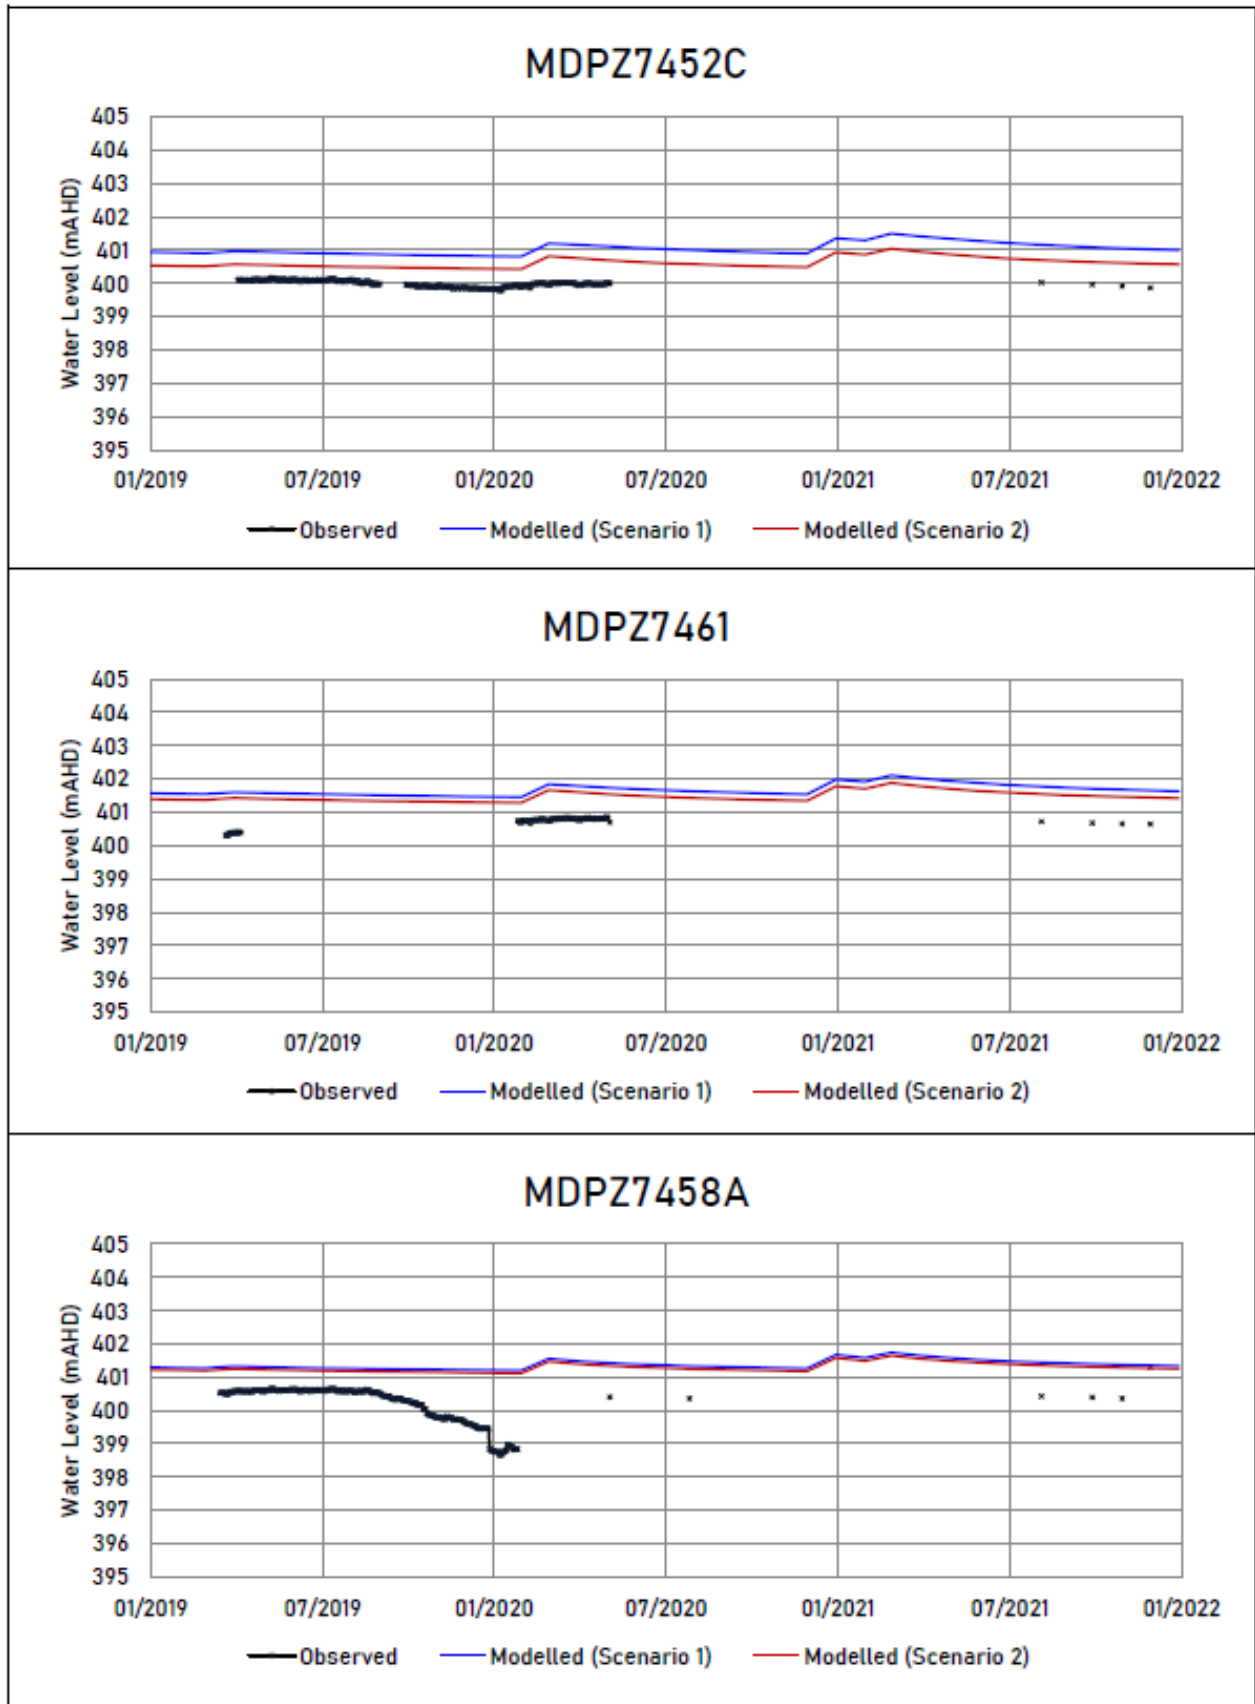 MDPZ7452C
405
404
403
402
401
400
399
398
397
396
395
Water Level (mAHD)
01/2019 07/2019 01/2020 07/2020 01/2021 07/2021 01/2022
Observed Modelled (Scenario 1) Modelled (Scenario 2)
MDPZ7461
405
404
403
402
401
400
399
398
397
396
395
Water Level (mAHD)
01/2019 07/2019 01/2020 07/2020 01/2021 07/2021 01/2022
Observed Modelled (Scenario 1) Modelled (Scenario 2)
MDPZ7458A
405
404
403
402
401
400
399
398
397
396
395
Water Level (mAHD)
01/2019 07/2019 01/2020 07/2020 01/2021 07/2021 01/2022
Observed Modelled (Scenario 1) Modelled (Scenario 2)